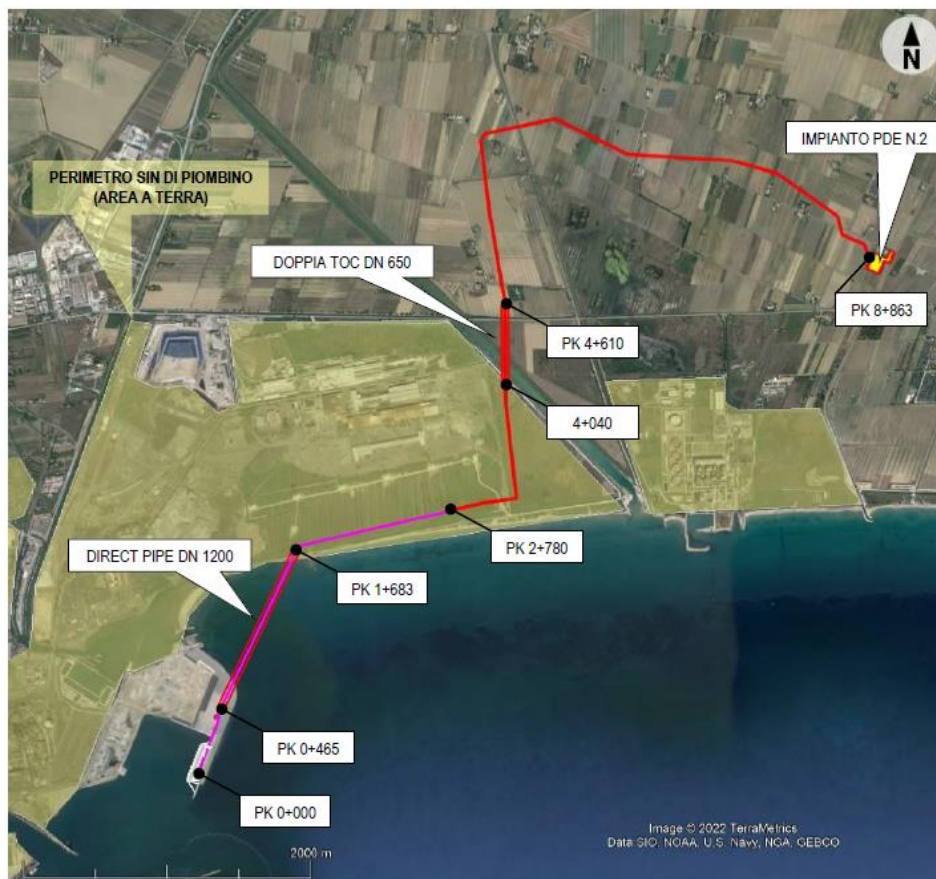 N
IMPIANTO PDE N.2
PERIMETRO SIN DI PIOMBINO
(AREA A TERRA)
DOPPIA TOC DN 650
PK 8+863
PK 4+610
4+040
DIRECT PIPE DN 1200
PK 2+780
PK 1+683
PK 0+465
PK 0+000
Image © 2022 TerraMetrics
Data SIO, NOAA, U.S. Navy, NGA, GEBCO
2000 m